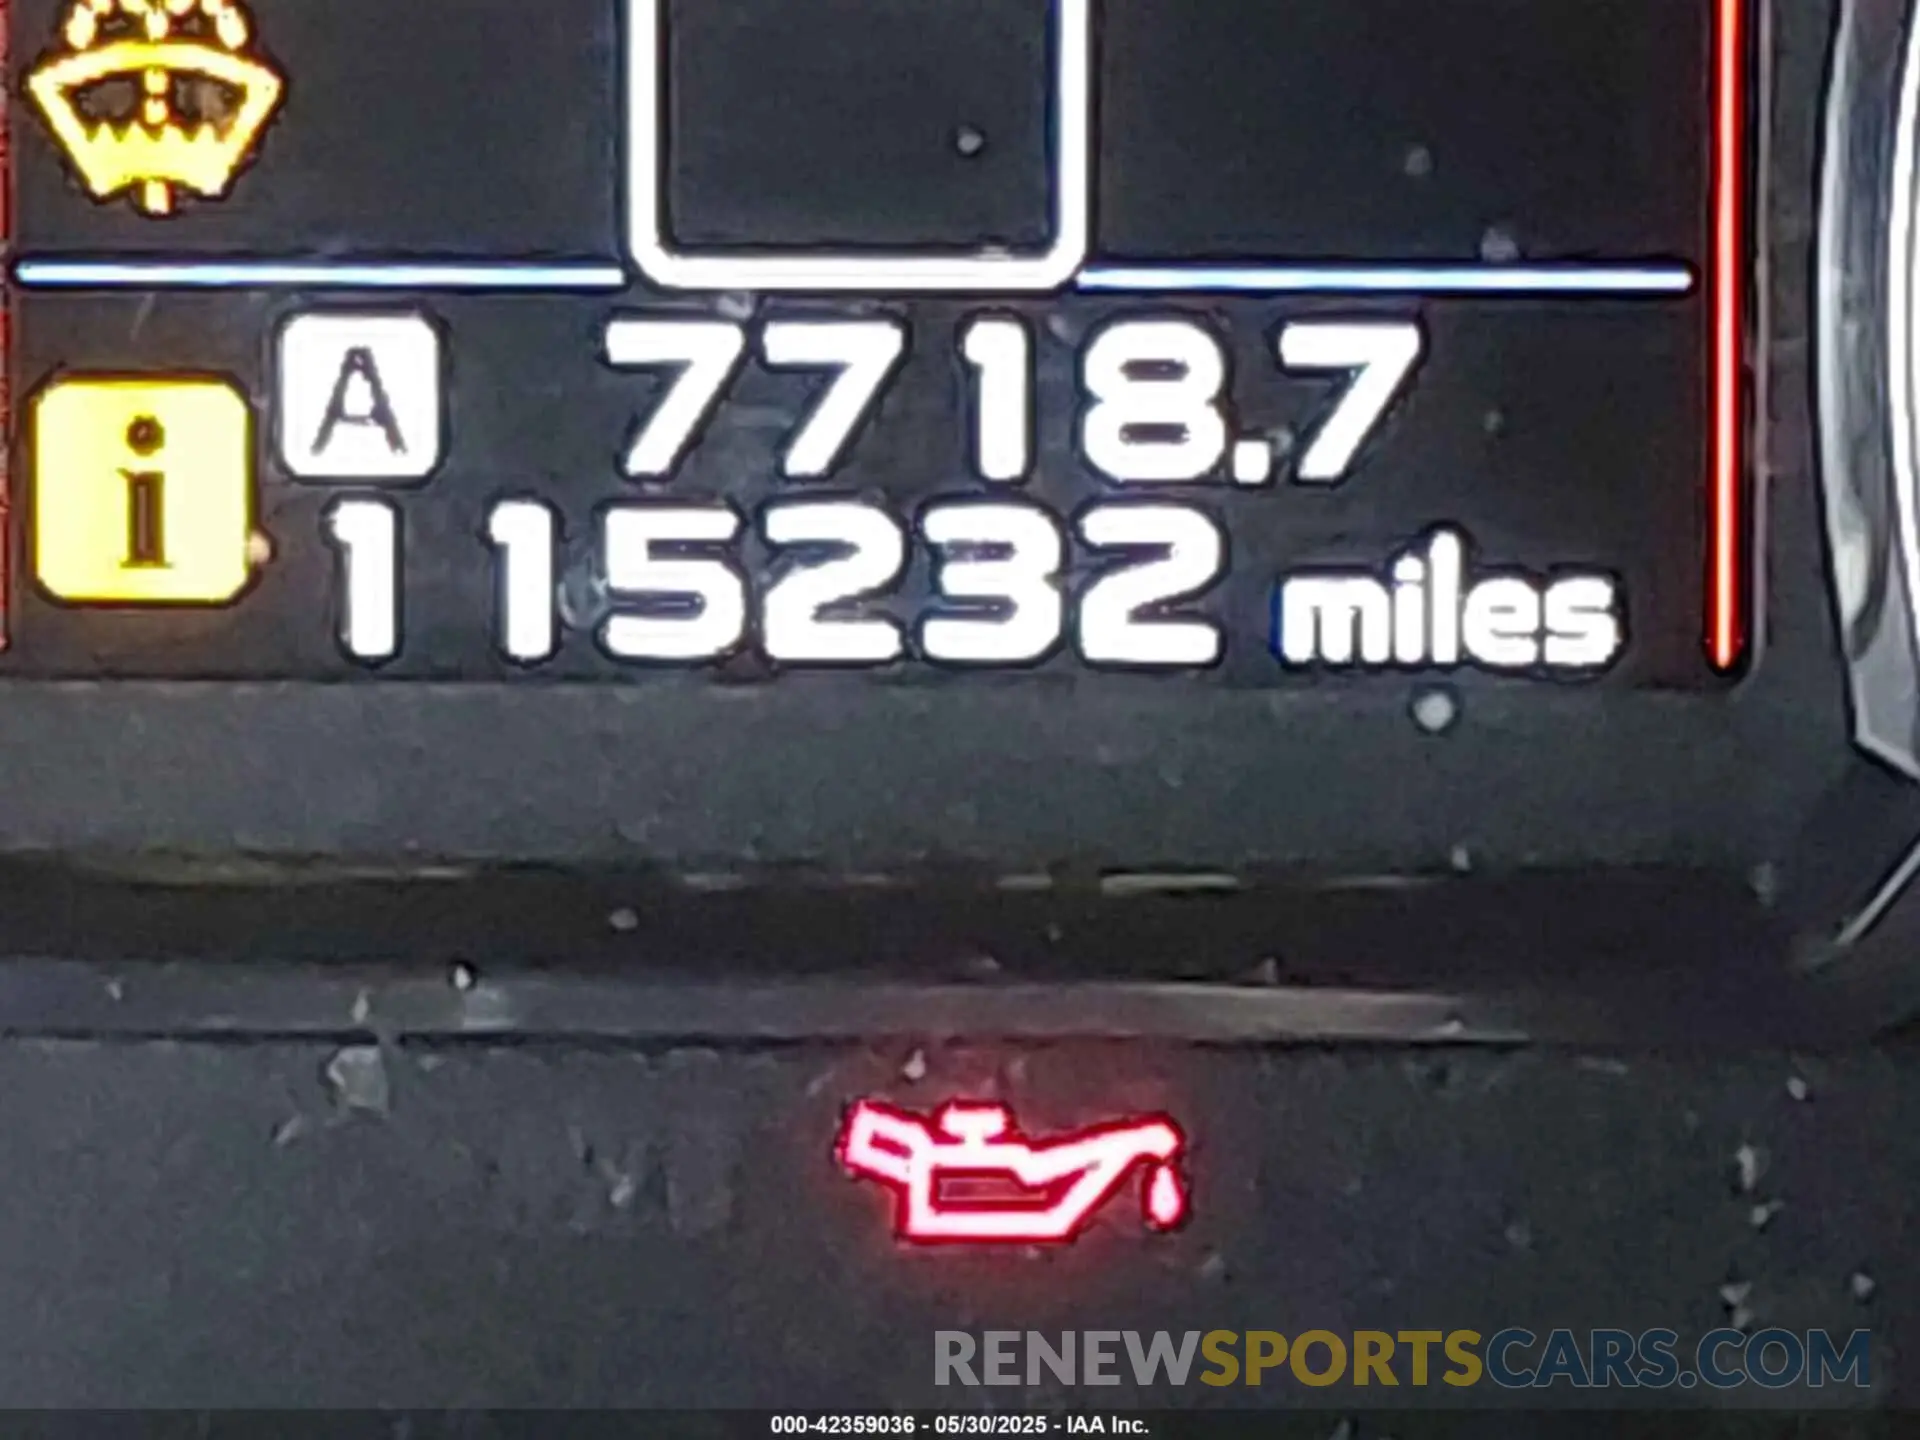 A 7718.7
i
115232 miles
RENEWSPORTSCARS.COM
000-42359036 - 05/30/2025 - IAA Inc.